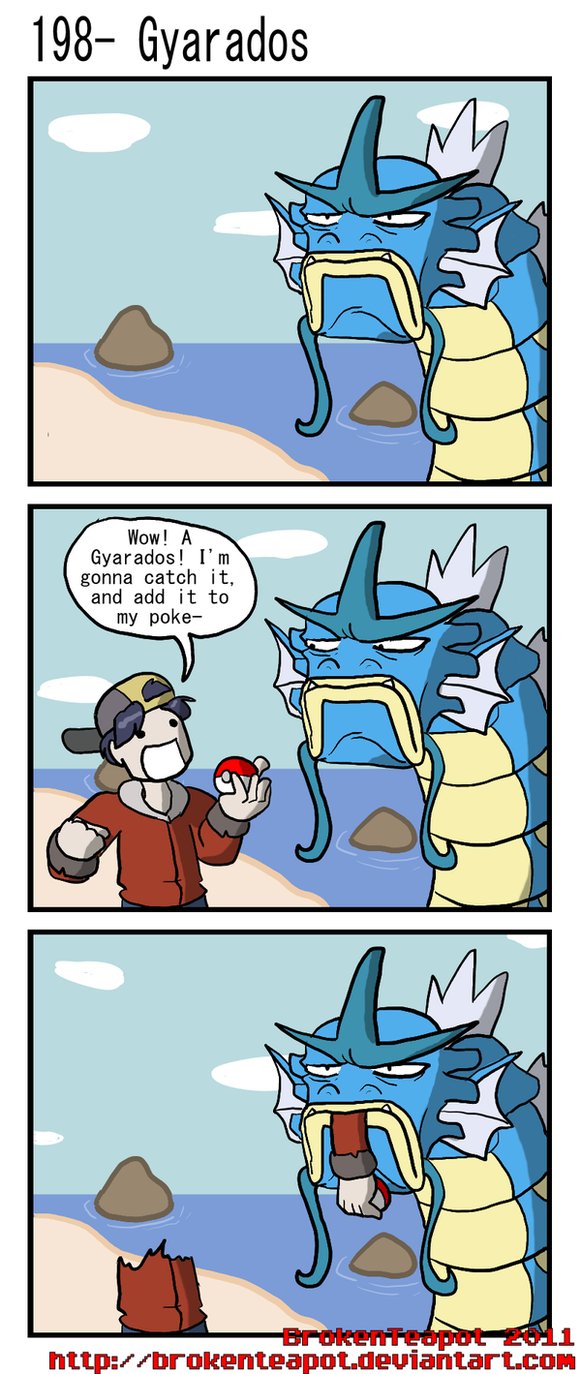 198- Gyarados
Wow! A
Gyarados! I'm
gonna catch it,
and add it to
my poke-
BrokenTeapot 2011
http://brokenteapot.deviantart.com